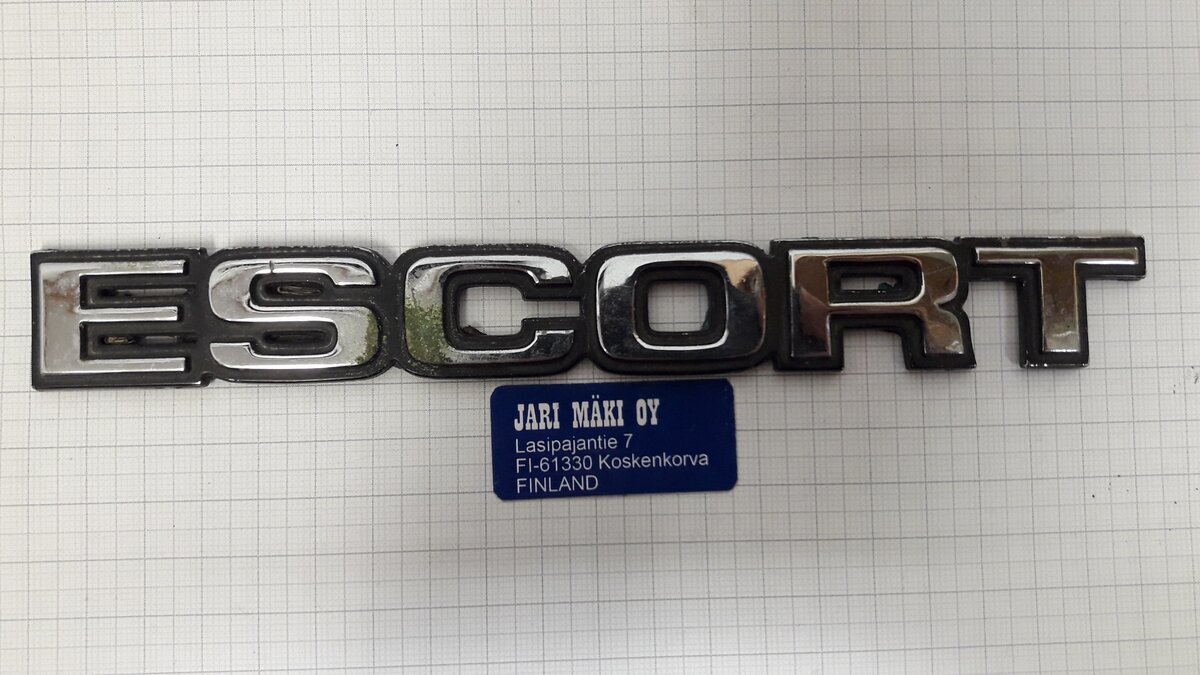 ESCORT
JARI MÄKI OY
Lasipajantie 7
FI-61330 Koskenkorva
FINLAND